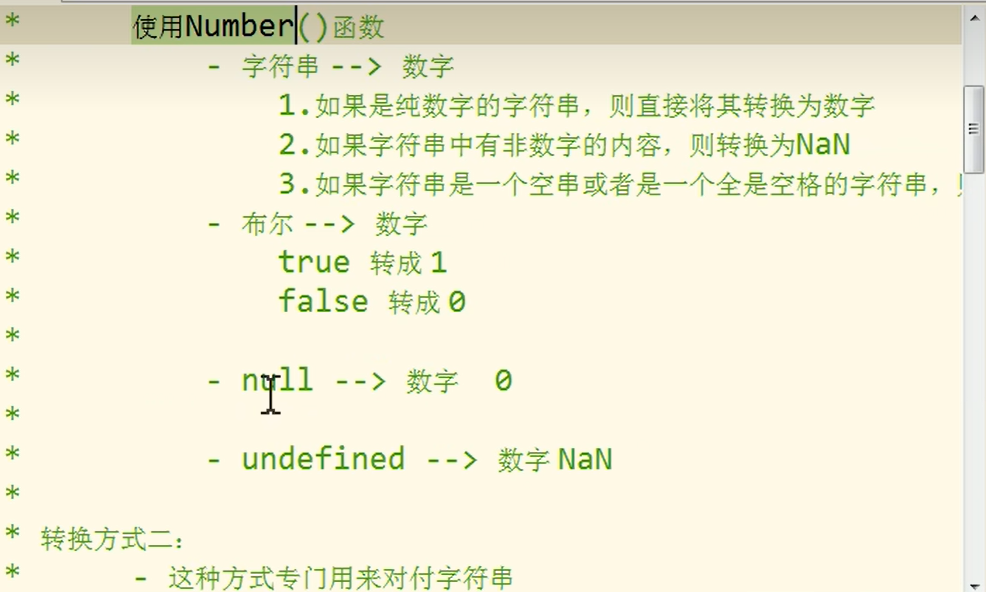 * 使用Number()函数
* - 字符串 --> 数字
* 1.如果是纯数字的字符串，则直接将其转换为数字
* 2.如果字符串中有非数字的内容，则转换为NaN
* 3.如果字符串是一个空串或者是一个全是空格的字符串，
* - 布尔 --> 数字
* true 转成 1
* false 转成 0
*
* - null --> 数字 0
*
* - undefined --> 数字 NaN
*
* 转换方式二：
* - 这种方式专门用来对付字符串